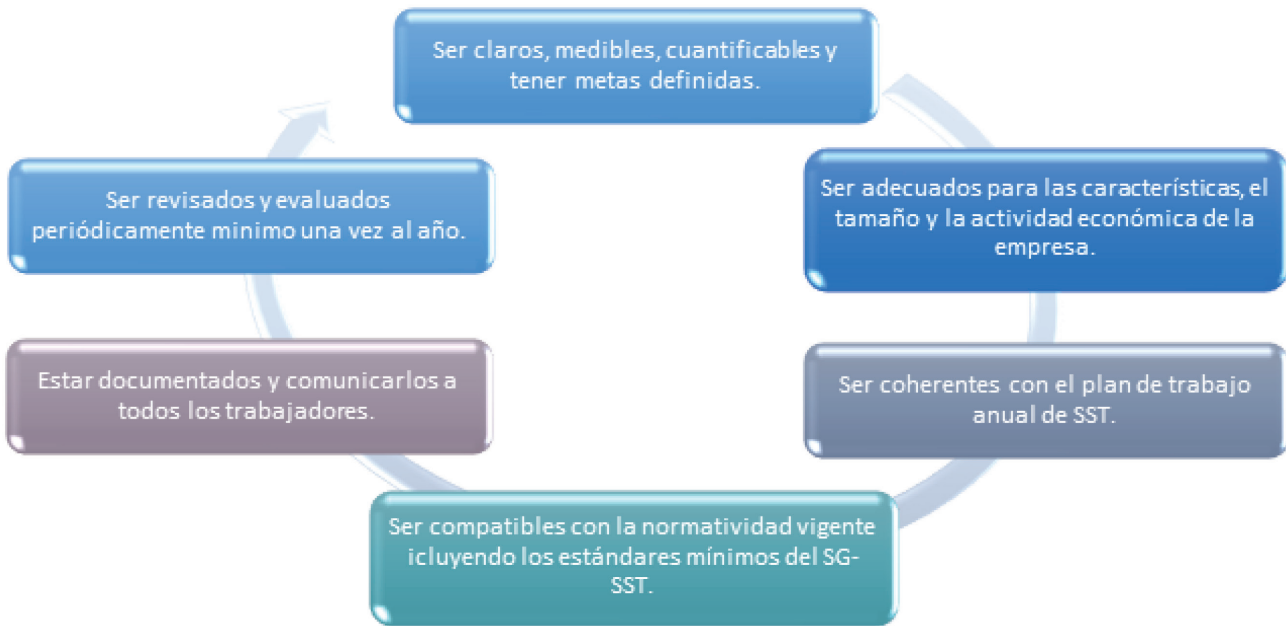 Ser claros, medibles, cuantificables y
tener metas definidas.
Ser adecuados para las características, el
tamaño y la actividad económica de la
empresa.
Ser coherentes con el plan de trabajo
anual de SST.
Ser compatibles con la normatividad vigente
icluyendo los estándares mínimos del SG-
SST.
Estar documentados y comunicarlos a
todos los trabajadores.
Ser revisados y evaluados
periódicamente minimo una vez al año.